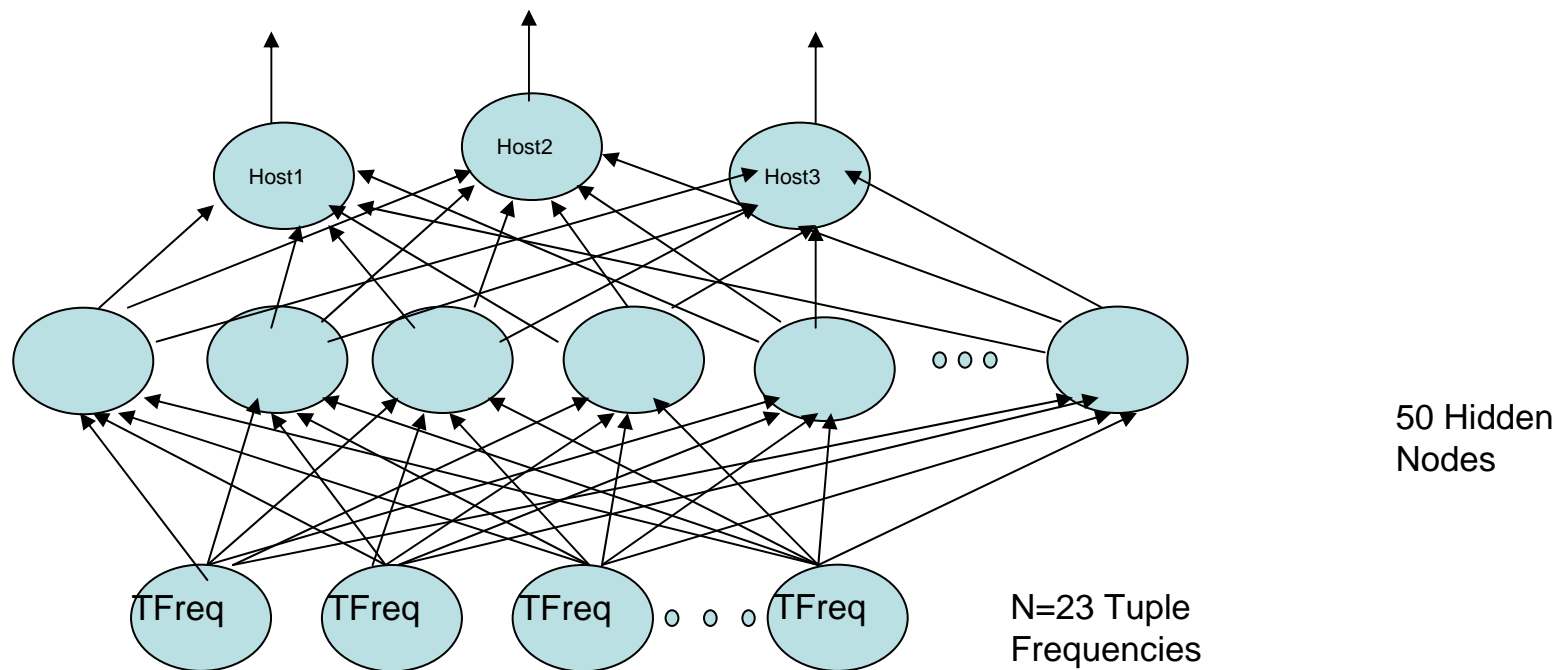 Host1
Host2
Host3
50 Hidden
Nodes
TFreq
TFreq
TFreq
TFreq
N=23 Tuple
Frequencies